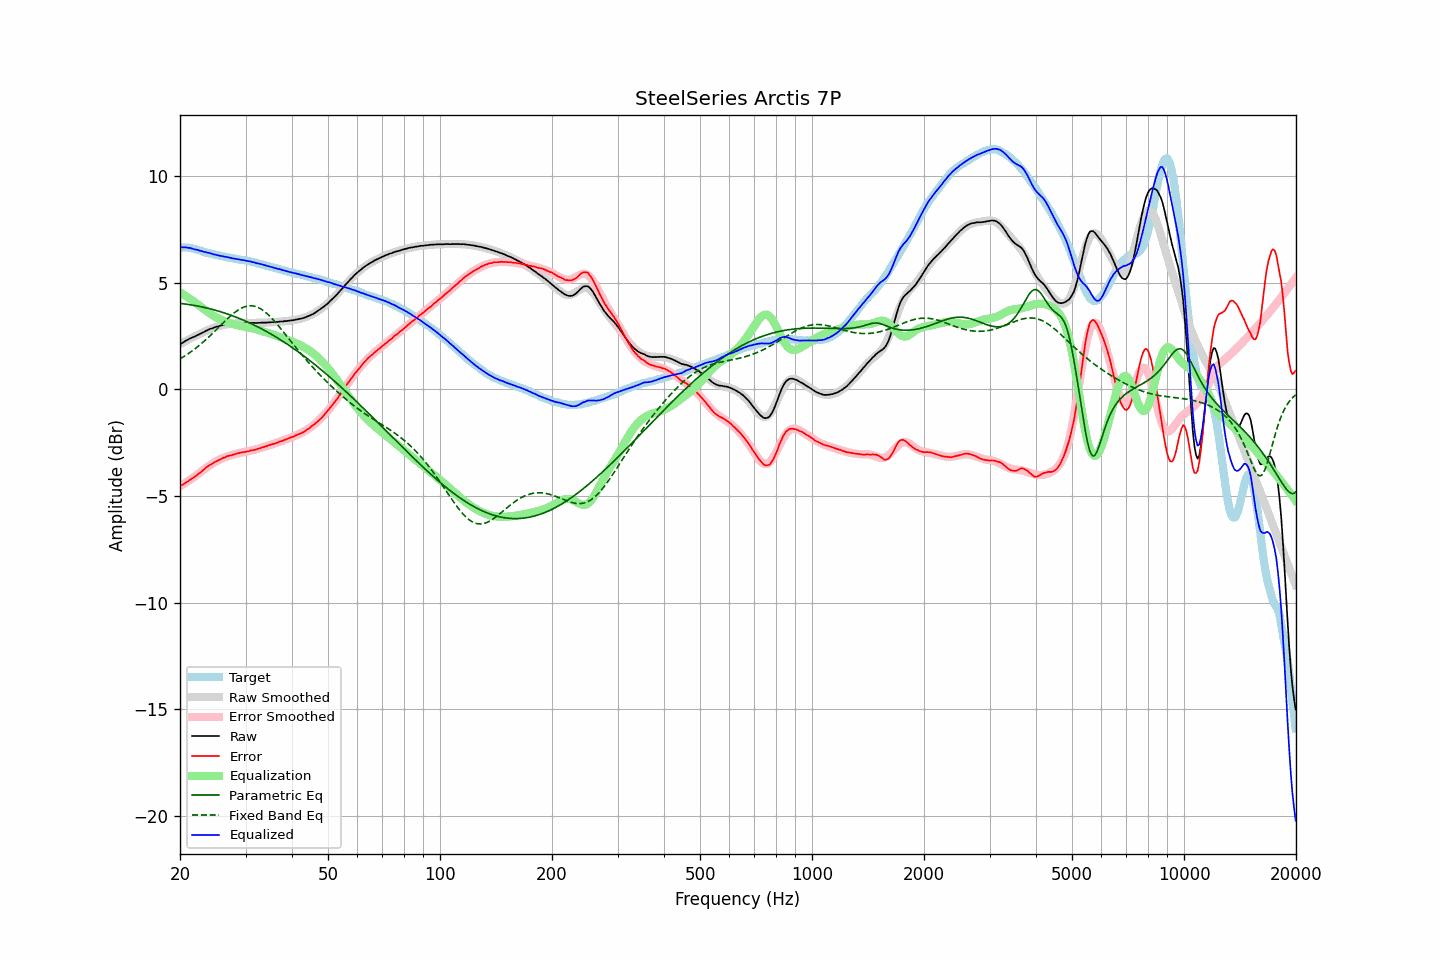 SteelSeries Arctis 7P
Amplitude (dBr)
10
5
0
−5
−10
−15
−20
Target
Raw Smoothed
Error Smoothed
Raw
Error
Equalization
Parametric Eq
Fixed Band Eq
Equalized
20 50 100 200 500 1000 2000 5000 10000 20000
Frequency (Hz)